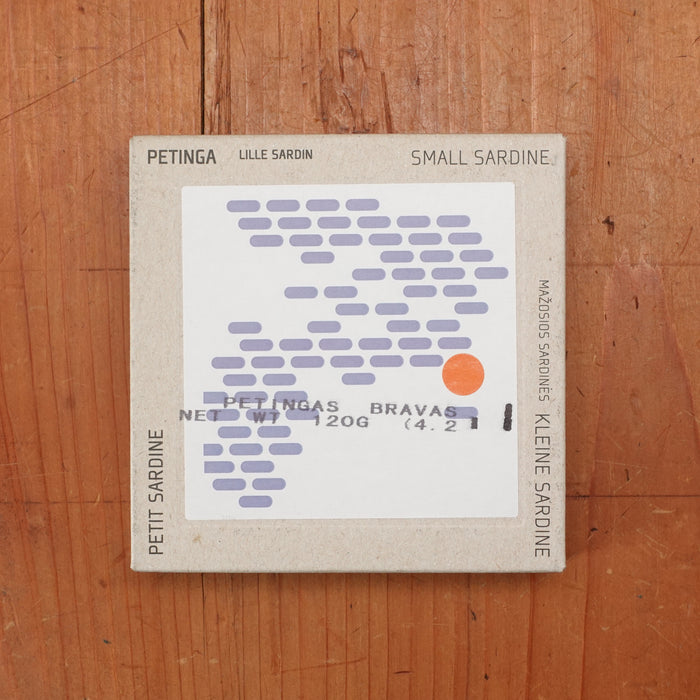 PETINGA
LILLE SARDIN
SMALL SARDINE
MAŽOSIOS SARDINĖS
KLEINE SARDINE
PETIT SARDINE
PETINGAS BRAVAS
NET WT 120G (4.2